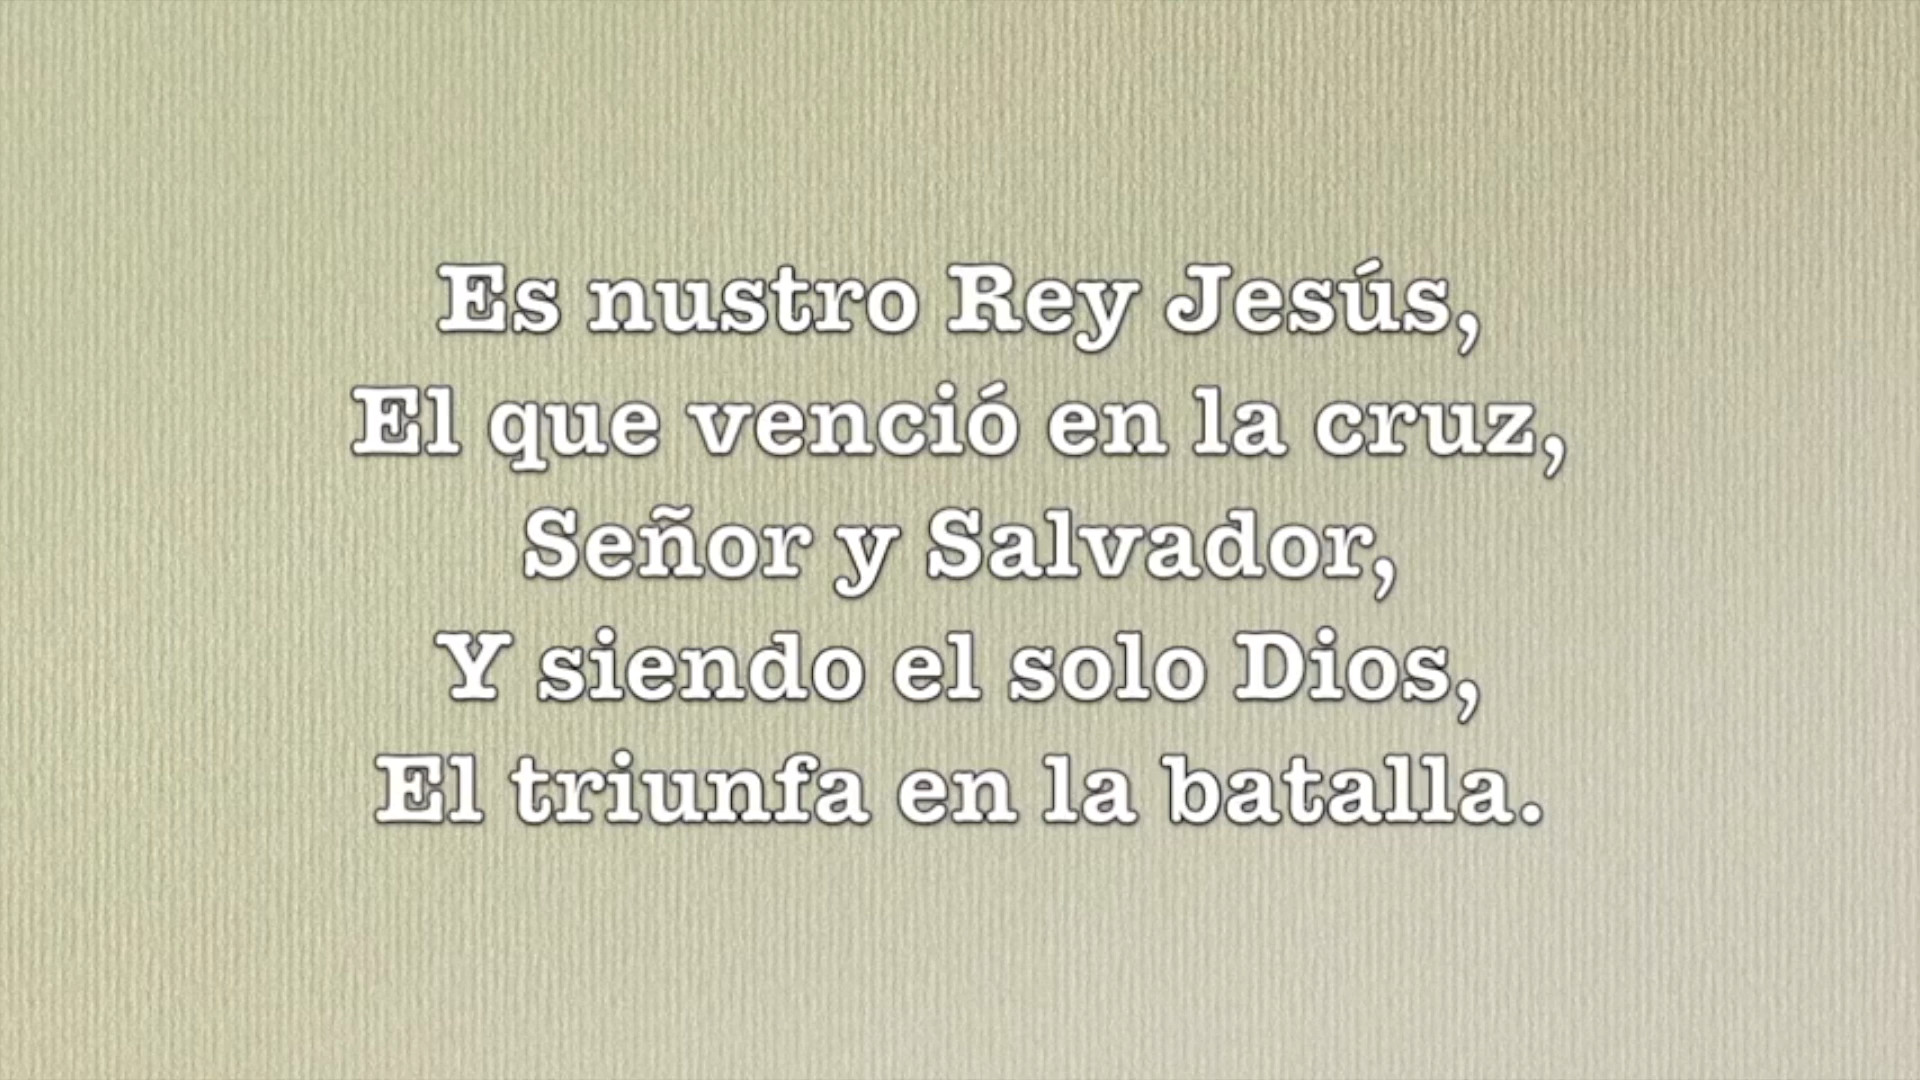 Es nustro Rey Jesús,
El que venció en la cruz,
Señor y Salvador,
Y siendo el solo Dios,
El triunfa en la batalla.